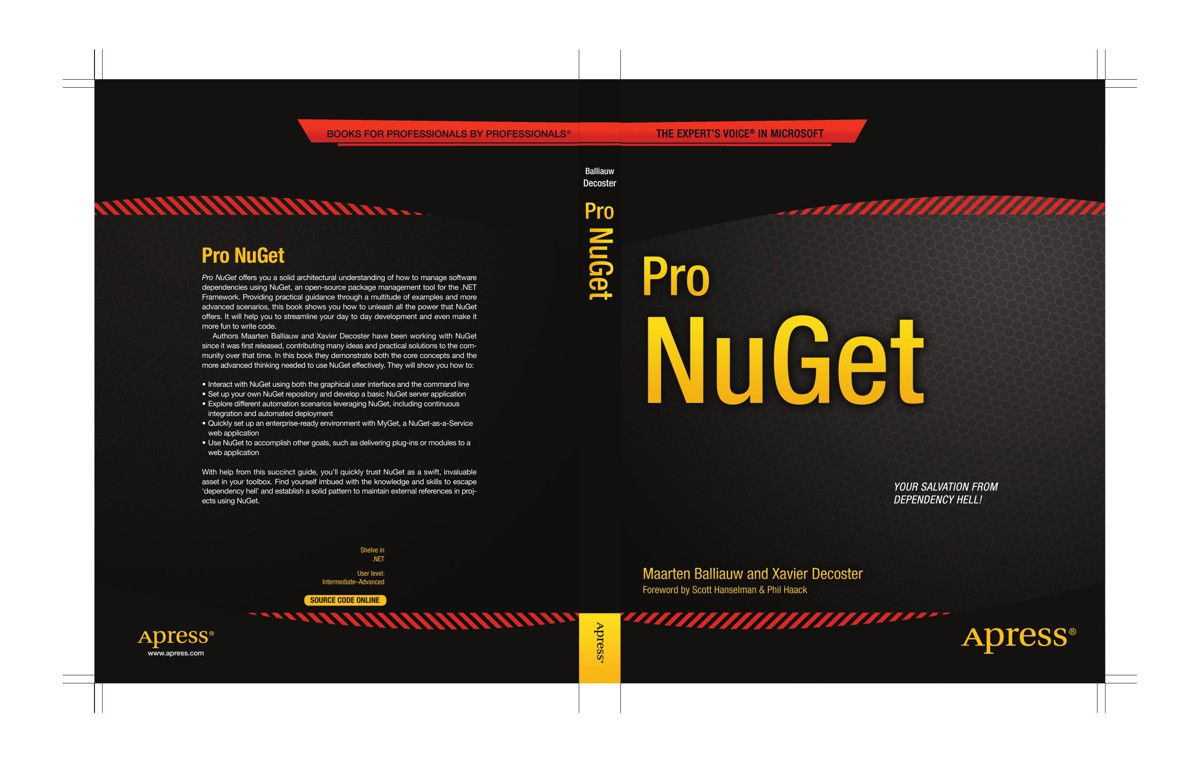 BOOKS FOR PROFESSIONALS BY PROFESSIONALS®
Pro NuGet
Pro NuGet offers you a solid architectural understanding of how to manage software
dependencies using NuGet, an open-source package management tool for the .NET
Framework. Providing practical guidance through a multitude of examples and more
advanced scenarios, this book shows you how to unleash all the power that NuGet
offers. It will help you to streamline your day to day development and even make it
more fun to write code.
Authors Maarten Balliauw and Xavier Decoster have been working with NuGet
since it was first released, contributing many ideas and practical solutions to the com-
munity over that time. In this book they demonstrate both the core concepts and the
more advanced thinking needed to use NuGet effectively. They will show you how to:
• Interact with NuGet using both the graphical user interface and the command line
• Set up your own NuGet repository and develop a basic NuGet server application
• Explore different automation scenarios leveraging NuGet, including continuous
integration and automated deployment
• Quickly set up an enterprise-ready environment with MyGet, a NuGet-as-a-Service
web application
• Use NuGet to accomplish other goals, such as delivering plug-ins or modules to a
web application
With help from this succinct guide, you'll quickly trust NuGet as a swift, invaluable
asset in your toolbox. Find yourself imbued with the knowledge and skills to escape
‘dependency hell’ and establish a solid pattern to maintain external references in proj-
ects using NuGet.
Shelve in
.NET
User level:
Intermediate–Advanced
SOURCE CODE ONLINE
Apress®
www.apress.com
Balliauw
Decoster
Pro
NuGet
Apress®
THE EXPERT'S VOICE® IN MICROSOFT
Pro
NuGet
YOUR SALVATION FROM
DEPENDENCY HELL!
Maarten Balliauw and Xavier Decoster
Foreword by Scott Hanselman & Phil Haack
Apress®